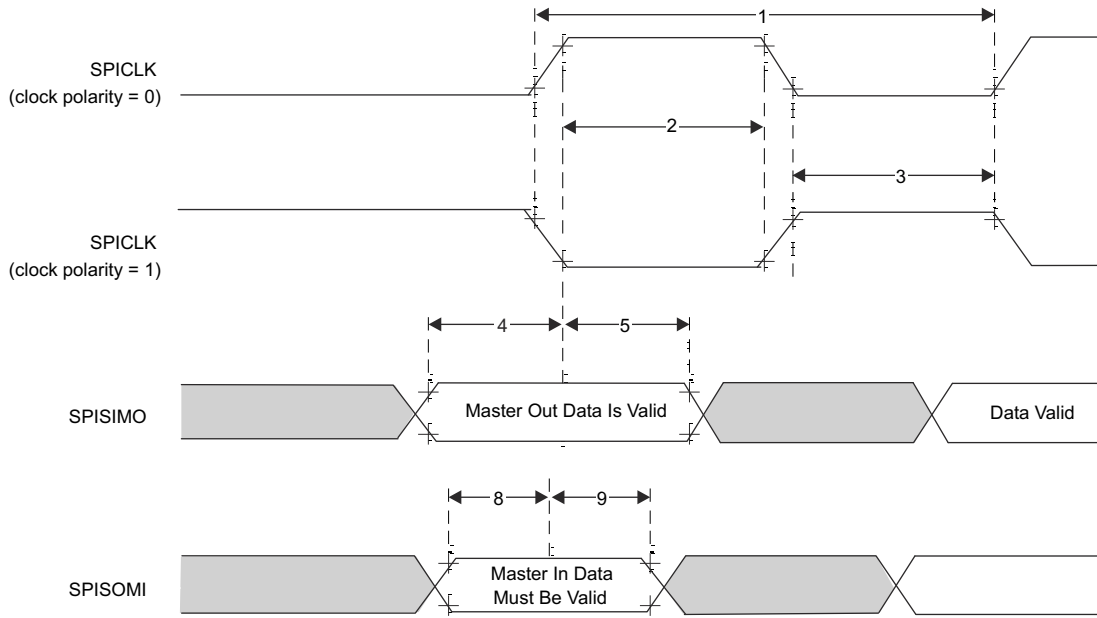 1
SPICLK
(clock polarity = 0)
2
3
SPICLK
(clock polarity = 1)
4
5
SPISIMO
Master Out Data Is Valid
Data Valid
8
9
SPISOMI
Master In Data
Must Be Valid